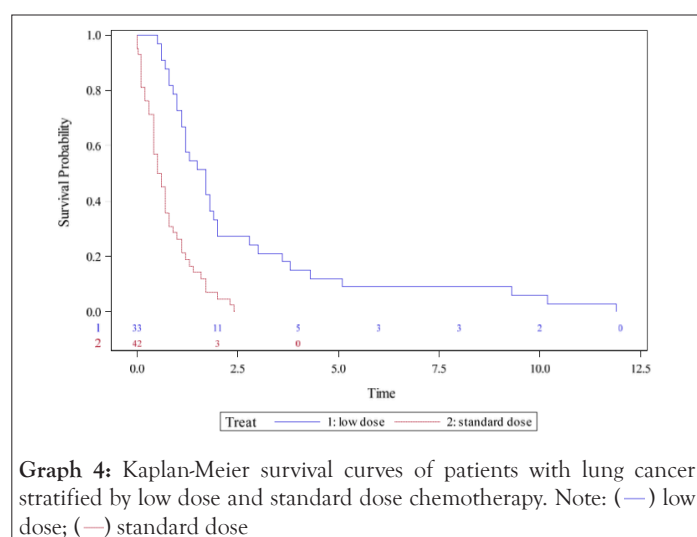 1.0
0.8
0.6
0.4
0.2
0.0
Survival Probability
1 33 11 5 3 3 2 0
2 42 3 0
0.0 2.5 5.0 7.5 10.0 12.5
Time
Treat 1: low dose 2: standard dose
Graph 4: Kaplan-Meier survival curves of patients with lung cancer
stratified by low dose and standard dose chemotherapy. Note: (—) low
dose; (—) standard dose